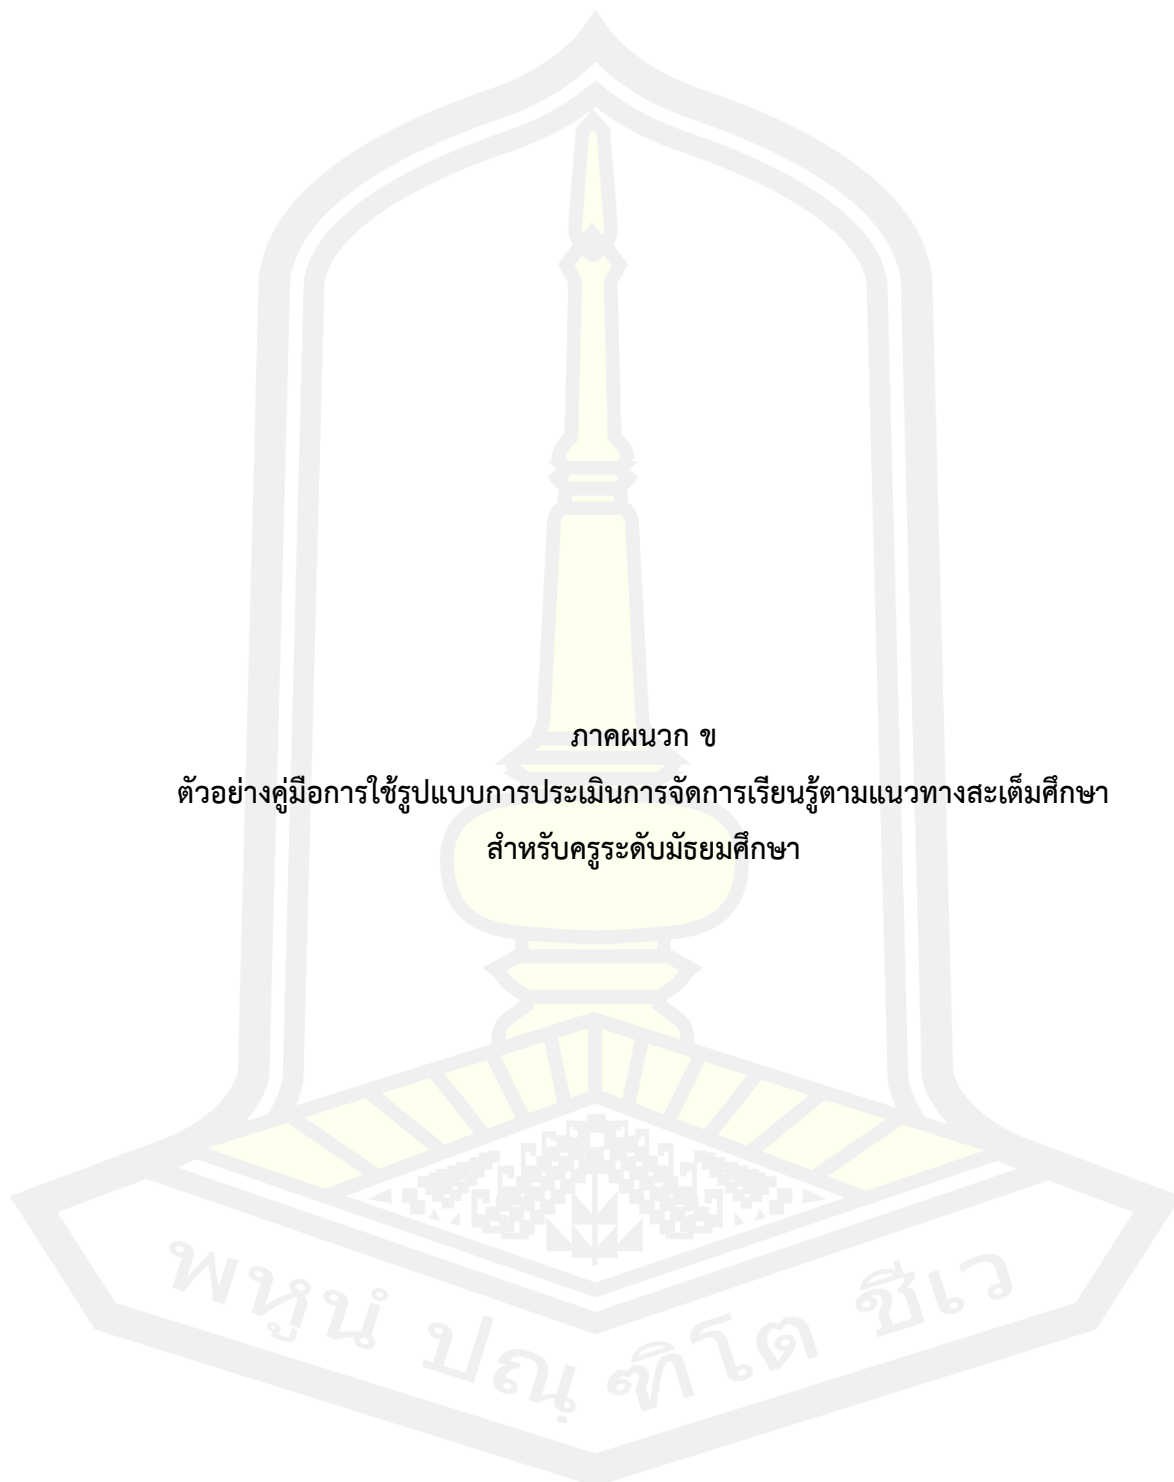 ภาคผนวก ข
ตัวอย่างคู่มือการใช้รูปแบบการประเมินการจัดการเรียนรู้ตามแนวทางสะเต็มศึกษา
สำหรับครูระดับมัธยมศึกษา
พหูนํ ปณฺฑิโต ชีเว